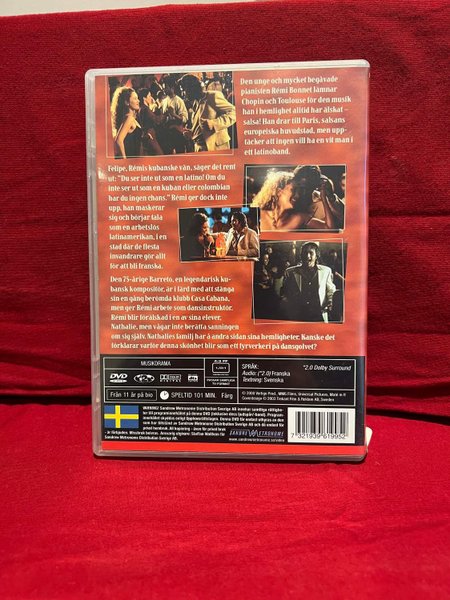 Den unge och mycket begåvade
pianisten Rémi Bonnet lämnar
Chopin och Toulouse för den musik
han i hemlighet alltid har älskat –
salsa! Han drar till Paris, salsans
europeiska huvudstad, men upp-
täcker att ingen vill ha en vit man i
ett latinoband.
Felipe, Rémis kubanske vän, säger det rent
ut: "Du ser inte ut som en latino! Om du
inte ser ut som en kuban eller colombian
har du ingen chans." Rémi ger dock inte
upp, han maskerar
sig och börjar tala
som en arbetslös
latinamerikan, i en
stad där de flesta
invandrare gör allt
för att bli franska.
Den 75-årige Barreto, en legendarisk ku-
bansk kompositör, är i färd med att stänga
sin en gång berömda klubb Casa Cabana,
men ger Rémi arbete som dansinstruktör.
Rémi blir förälskad i en av sina elever,
Nathalie, men vågar inte berätta sanningen
om sig själv. Nathalies familj har å andra sidan sina hemligheter. Kanske det
förklarar varför denna skönhet blir som ett fyrverkeri på dansgolvet?
MUSIKDRAMA
DVD
SPRÅK:
Audio: (*2.0) Franska
Textning: Svenska
*2.0 Dolby Surround
Från 11 år på bio
SPELTID 101 MIN.
Färg
SANDREW METRONOME
7 321939 619952